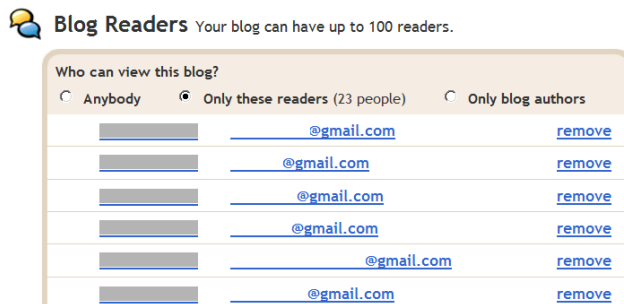 Blog Readers Your blog can have up to 100 readers.
Who can view this blog?
Anybody Only these readers (23 people) Only blog authors
@gmail.com remove
@gmail.com remove
@gmail.com remove
@gmail.com remove
@gmail.com remove
@gmail.com remove